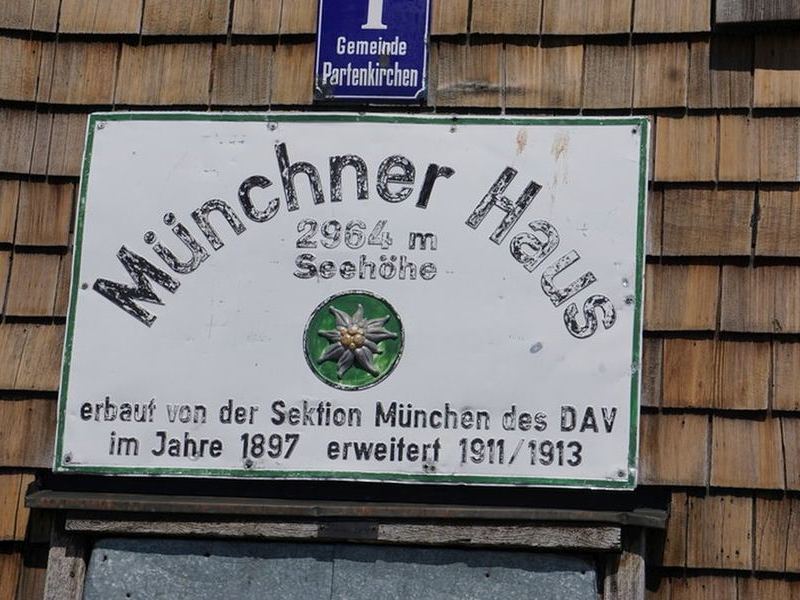 1
Gemeinde
Partenkirchen
Münchner Haus
2964 m
Seehöhe
erbaut von der Sektion München des DAV
im Jahre 1897 erweitert 1911/1913